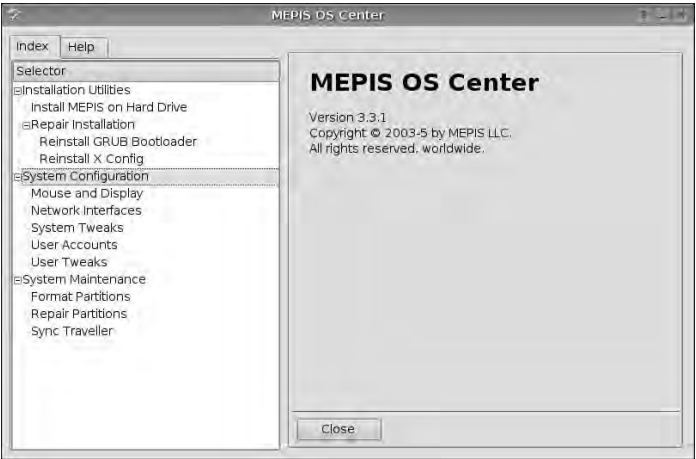 MEPIS OS Center
Index Help
Selector
Installation Utilities
Install MEPIS on Hard Drive
Repair Installation
Reinstall GRUB Bootloader
Reinstall X Config
System Configuration
Mouse and Display
Network Interfaces
System Tweaks
User Accounts
User Tweaks
System Maintenance
Format Partitions
Repair Partitions
Sync Traveller
MEPIS OS Center
Version 3.3.1
Copyright © 2003-5 by MEPIS LLC.
All rights reserved. worldwide.
Close